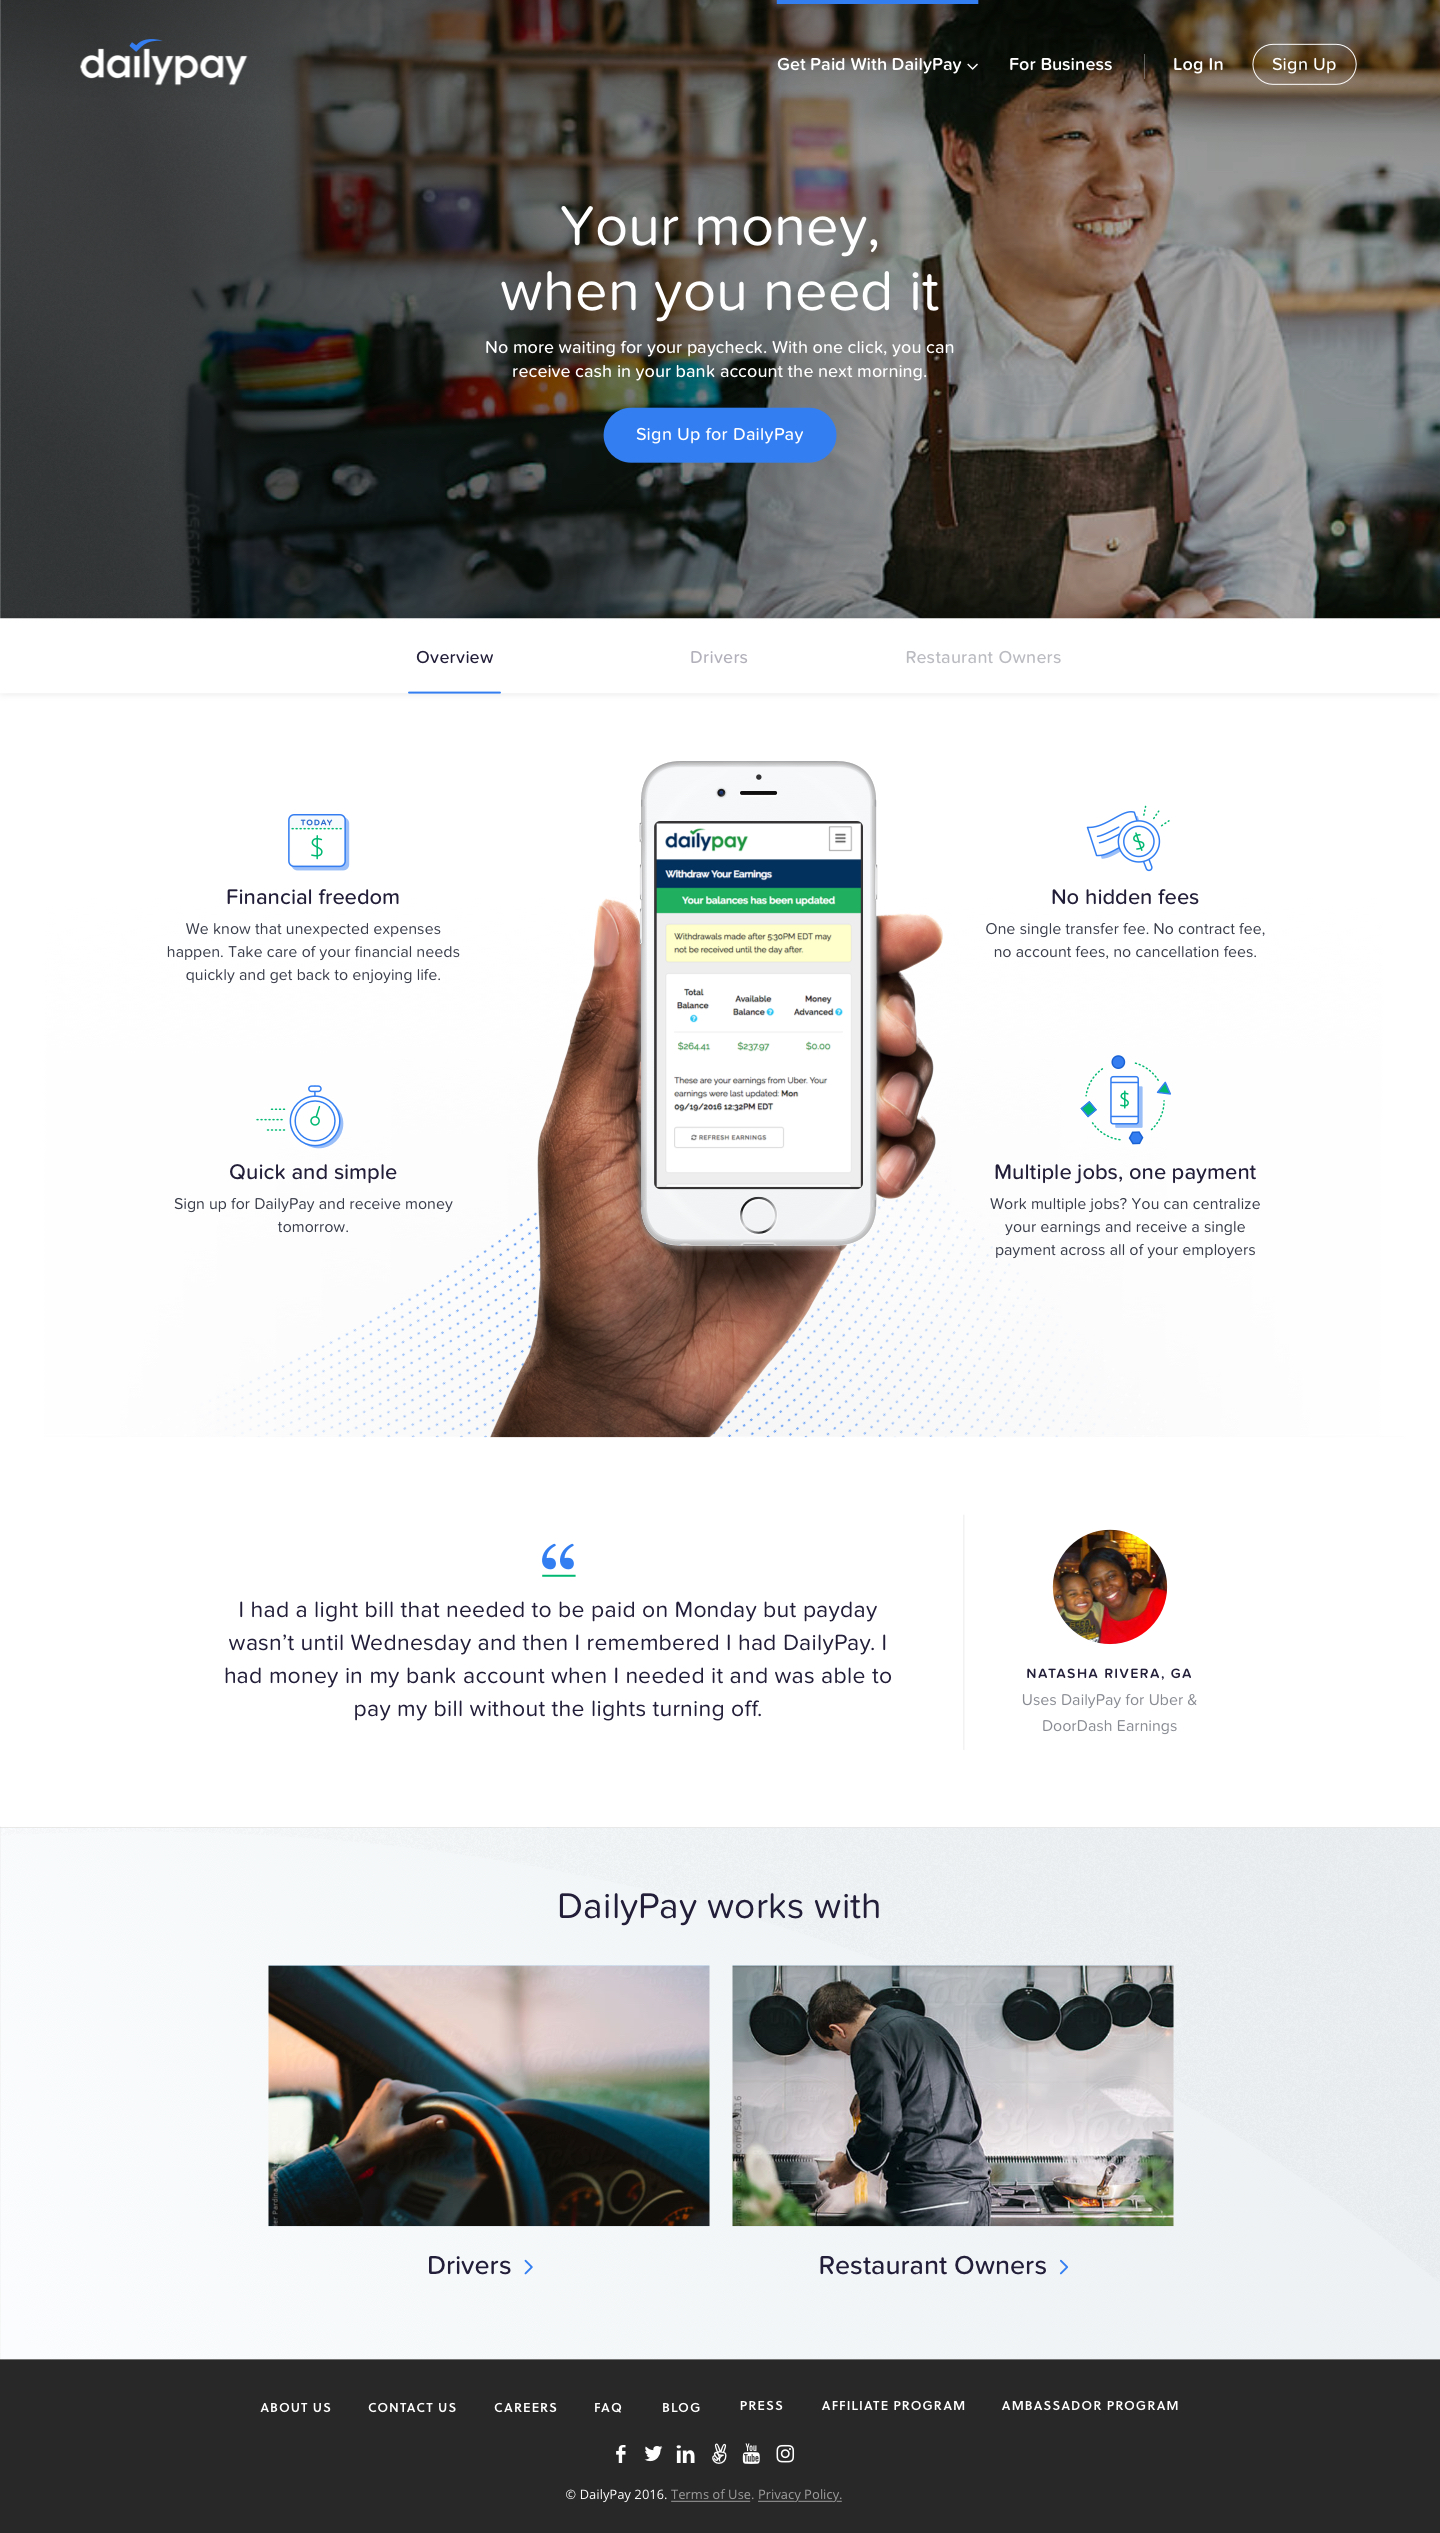 dailypay
Get Paid With DailyPay
For Business
Log In
Sign Up
Your money,
when you need it
No more waiting for your paycheck. With one click, you can
receive cash in your bank account the next morning.
Sign Up for DailyPay
.com/919507
Overview
Drivers
Restaurant Owners
TODAY
$
Financial freedom
We know that unexpected expenses
happen. Take care of your financial needs
quickly and get back to enjoying life.
Quick and simple
Sign up for DailyPay and receive money
tomorrow.
dailypay
Withdraw Your Earnings
Your balances has been updated
Withdrawals made after 5:30PM EDT may
not be received until the day after.
Total
Balance
?
Available
Balance ?
Money
Advanced ?
$264.41
$237.97
$0.00
These are your earnings from Uber. Your
earnings were last updated: Mon
09/19/2016 12:32PM EDT
REFRESH EARNINGS
$
No hidden fees
One single transfer fee. No contract fee,
no account fees, no cancellation fees.
$
Multiple jobs, one payment
Work multiple jobs? You can centralize
your earnings and receive a single
payment across all of your employers
“
I had a light bill that needed to be paid on Monday but payday
wasn’t until Wednesday and then I remembered I had DailyPay. I
had money in my bank account when I needed it and was able to
pay my bill without the lights turning off.
NATASHA RIVERA, GA
Uses DailyPay for Uber &
DoorDash Earnings
DailyPay works with
Drivers
Restaurant Owners
ABOUT US
CONTACT US
CAREERS
FAQ
BLOG
PRESS
AFFILIATE PROGRAM
AMBASSADOR PROGRAM
f
in
You
Tube
© DailyPay 2016. Terms of Use. Privacy Policy.